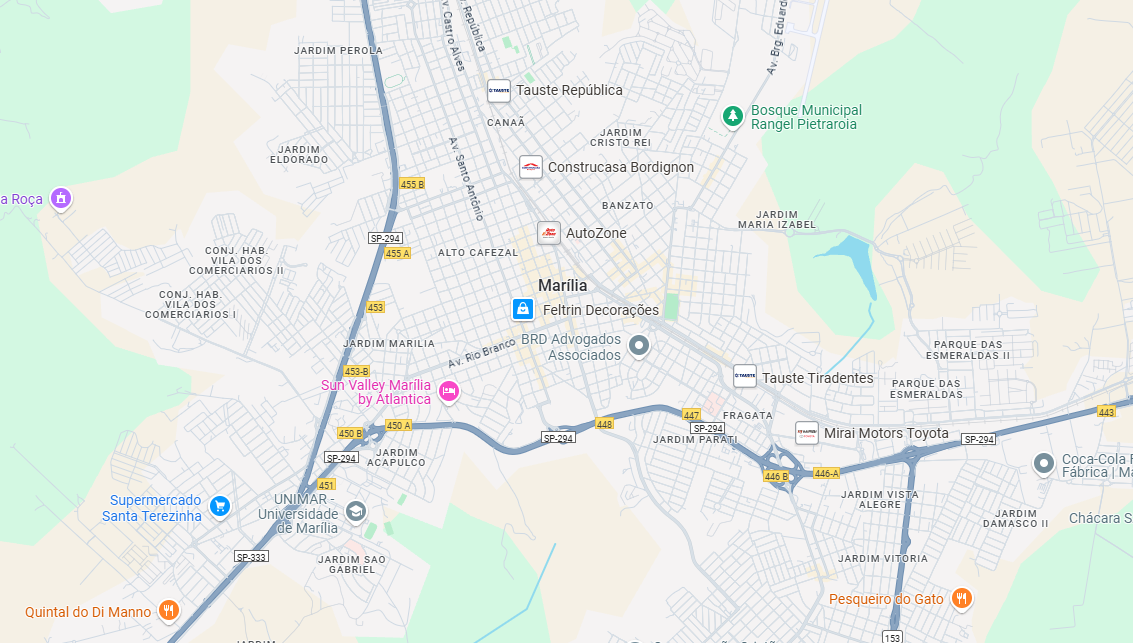 Av. Castro Alves
Av. República
Av. Brg. Eduardo
JARDIM PEROLA
Tauste República
CANAÃ
Bosque Municipal
Rangel Pietraroia
JARDIM
CRISTO REI
JARDIM
ELDORADO
Av. Santo Antônio
Construcasa Bordignon
455 B
a Roça
BANZATO
JARDIM
MARIA IZABEL
SP-294
AutoZone
455 A
ALTO CAFEZAL
CONJ. HAB.
VILA DOS
COMERCIARIOS II
Marília
CONJ. HAB.
VILA DOS
COMERCIARIOS I
453
Feltrin Decorações
JARDIM MARILIA
Av. Rio Branco
BRD Advogados
Associados
PARQUE DAS
ESMERALDAS II
453-B
Sun Valley Marília
by Atlantica
Tauste Tiradentes
PARQUE DAS
ESMERALDAS
447
FRAGATA
443
450 A
450 B
448
SP-294
SP-294
JARDIM PARATI
Mirai Motors Toyota
SP-294
SP-294
JARDIM
ACAPULCO
446 B
446-A
Coca-Cola F
Fábrica | Ma
451
Supermercado
Santa Terezinha
UNIMAR -
Universidade
de Marília
JARDIM VISTA
ALEGRE
JARDIM
DAMASCO II
Chácara S
SP-333
JARDIM SAO
GABRIEL
JARDIM VITORIA
Quintal do Di Manno
Pesqueiro do Gato
153